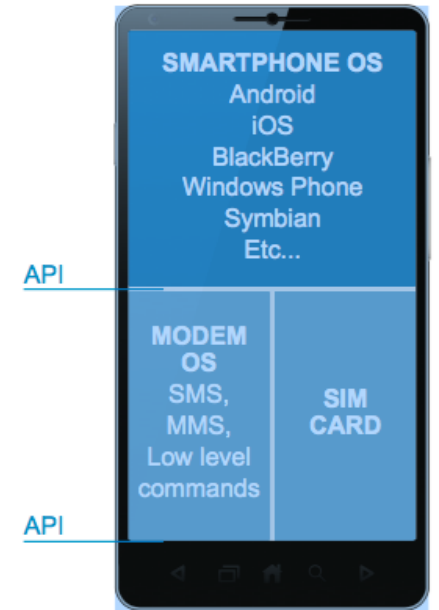 SMARTPHONE OS
Android
iOS
BlackBerry
Windows Phone
Symbian
Etc...
API
MODEM
OS
SMS,
MMS,
Low level
commands
SIM
CARD
API